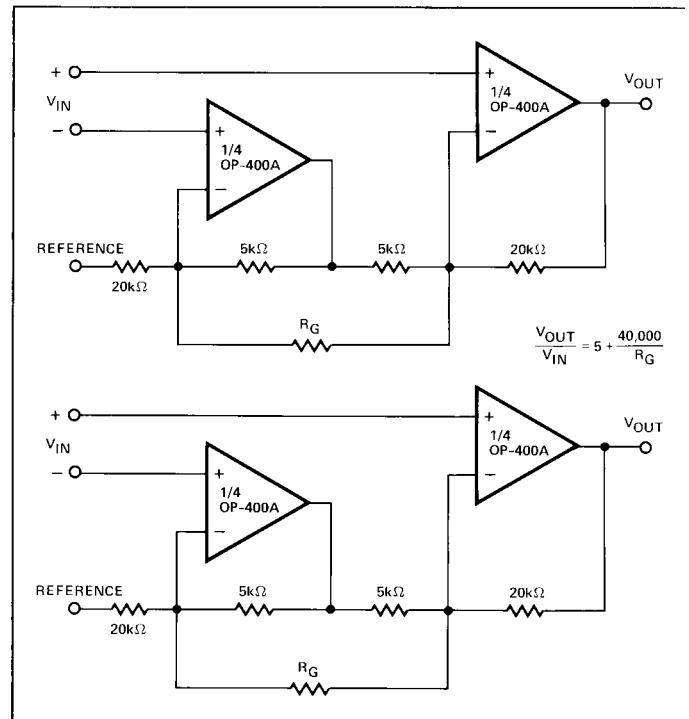 +
V_IN
−
+
1/4
OP-400A
−
+
1/4
OP-400A
−
V_OUT
REFERENCE
20kΩ
5kΩ
5kΩ
20kΩ
R_G
V_OUT
V_IN
= 5 +
40,000
R_G
+
V_IN
−
+
1/4
OP-400A
−
+
1/4
OP-400A
−
V_OUT
REFERENCE
20kΩ
5kΩ
5kΩ
20kΩ
R_G